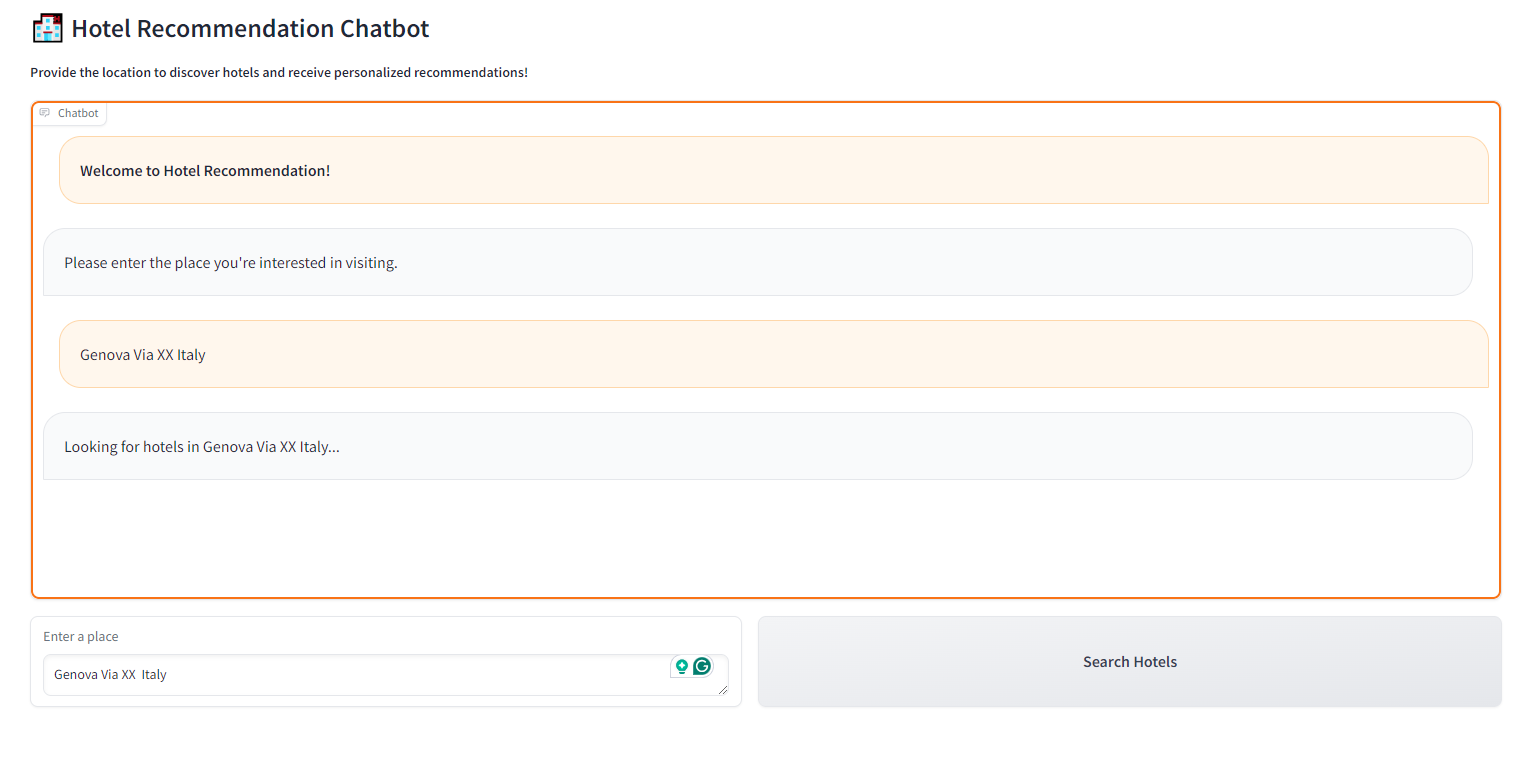 Hotel Recommendation Chatbot
Provide the location to discover hotels and receive personalized recommendations!
Chatbot
Welcome to Hotel Recommendation!
Please enter the place you're interested in visiting.
Genova Via XX Italy
Looking for hotels in Genova Via XX Italy...
Enter a place
Genova Via XX  Italy
Search Hotels